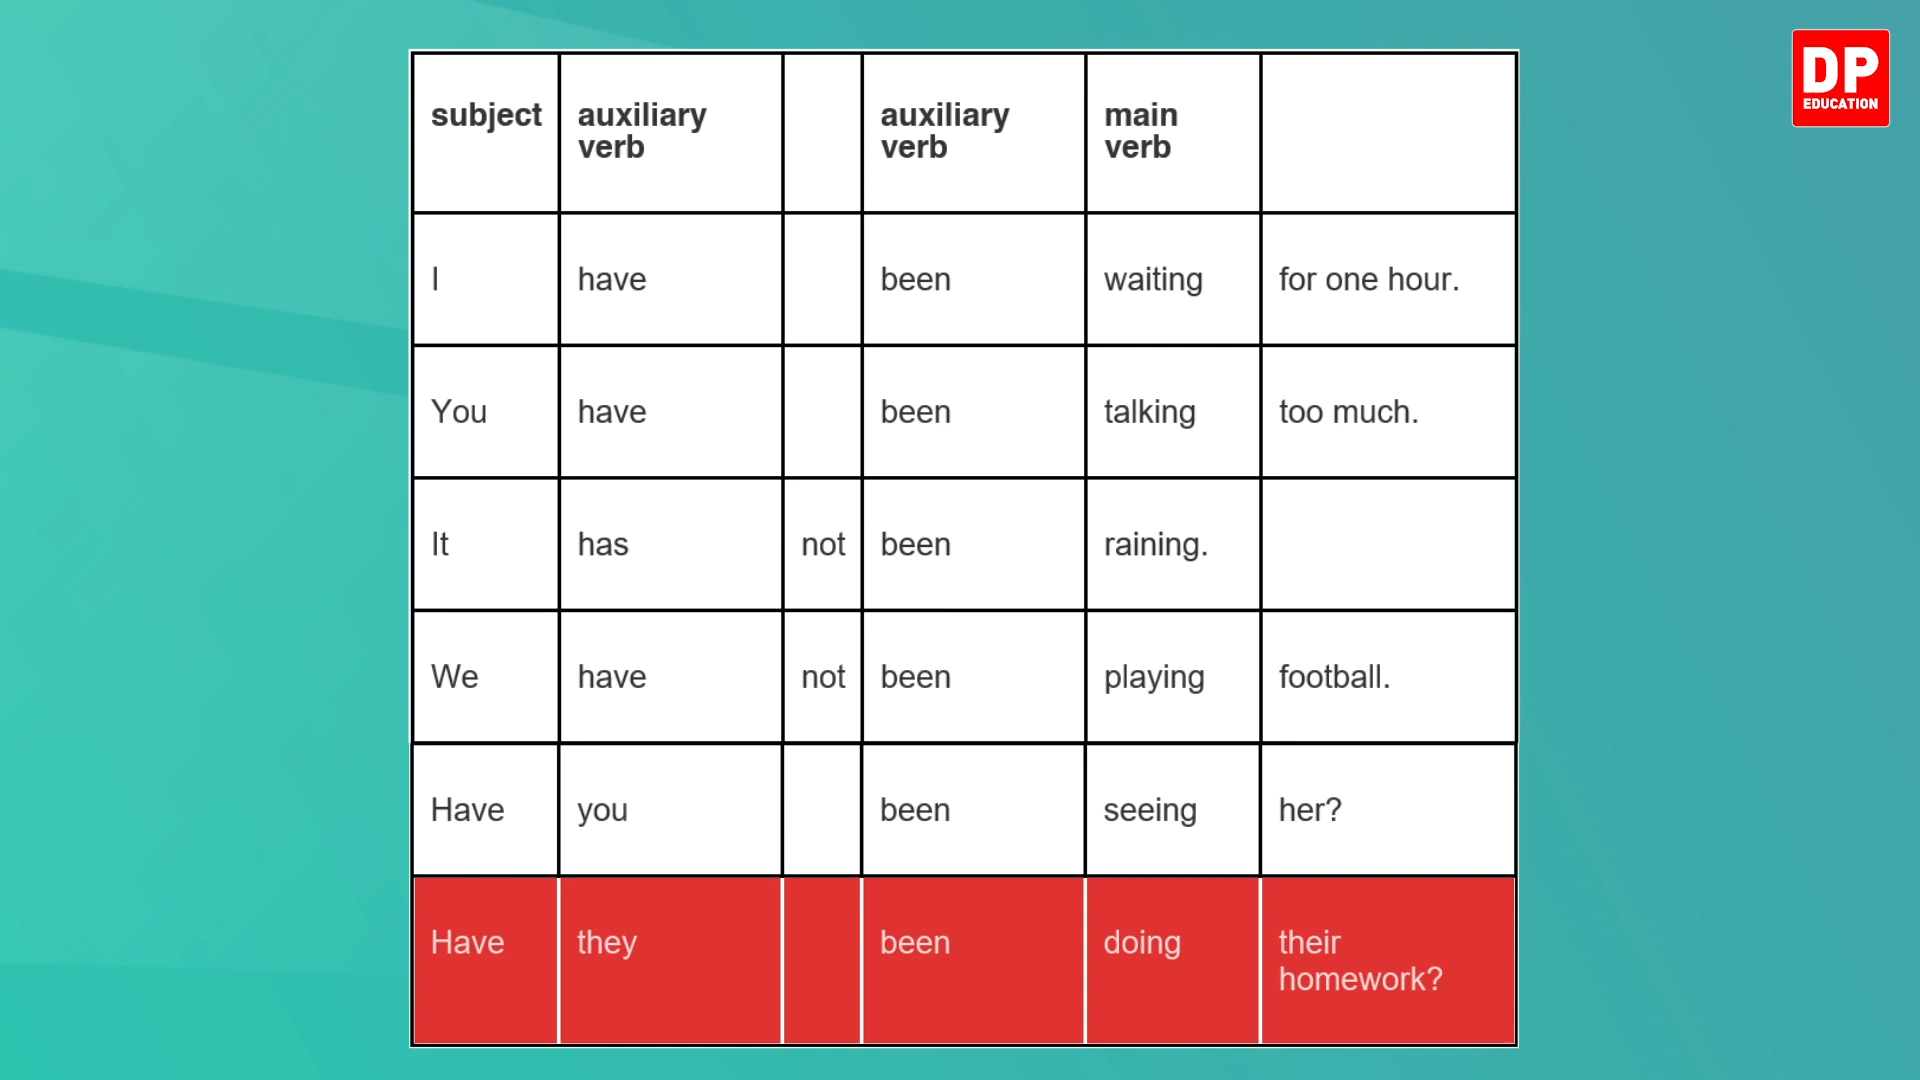 DP
EDUCATION
subject auxiliary verb auxiliary verb main verb
I have been waiting for one hour.
You have been talking too much.
It has not been raining.
We have not been playing football.
Have you been seeing her?
Have they been doing their homework?